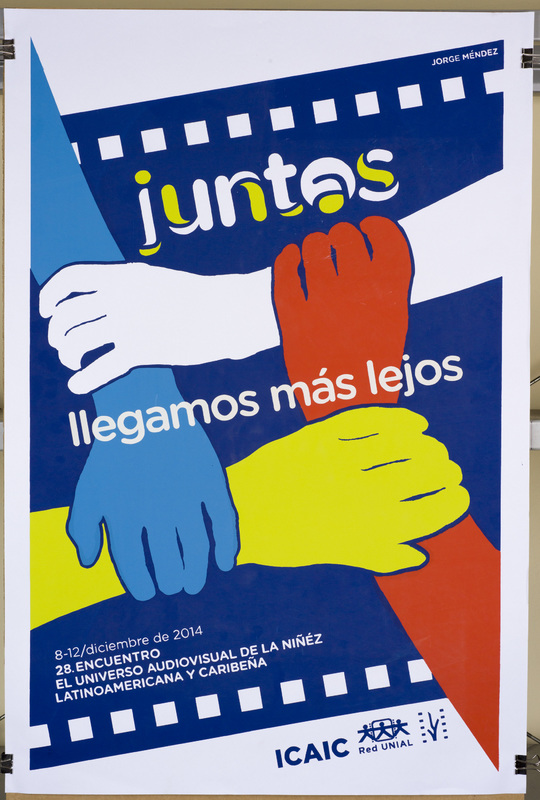 JORGE MÉNDEZ
juntos
llegamos más lejos
8-12/diciembre de 2014
28. ENCUENTRO
EL UNIVERSO AUDIOVISUAL DE LA NIÑÉZ
LATINOAMERICANA Y CARIBEÑA
ICAIC
Red UNIAL